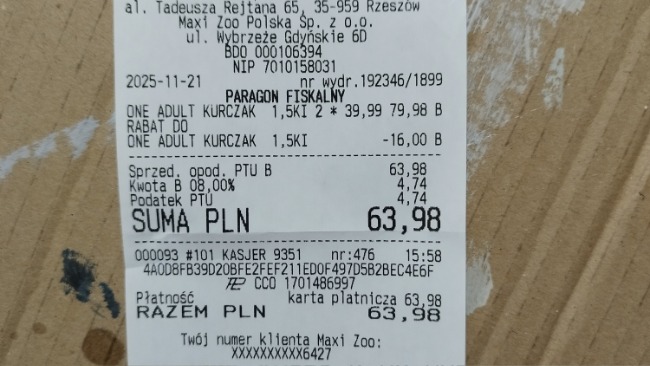 al. Tadeusza Rejtana 65, 35-959 Rzeszów
Maxi Zoo Polska Sp. z o.o.
ul. Wybrzeże Gdyńskie 6D
BDO 000106394
NIP 7010158031
2025-11-21 nr wydr.192346/1899
PARAGON FISKALNY
ONE ADULT KURCZAK 1,5KI 2 * 39,99 79,98 B
RABAT DO
ONE ADULT KURCZAK 1,5KI -16,00 B
Sprzed. opod. PTU B 63,98
Kwota B 08,00% 4,74
Podatek PTU 4,74
SUMA PLN 63,98
000093 #101 KASJER 9351 nr:476 15:58
4A0D8FB39D20BFE2FEF211ED0F497D5B2BEC4E6F
CCO 1701486997
Płatność karta płatnicza 63,98
RAZEM PLN 63,98
Twój numer klienta Maxi Zoo:
XXXXXXXXXX6427